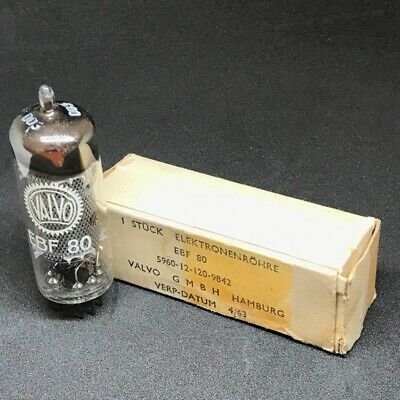 VALVO
EBF 80
1 STÜCK ELEKTRONENRÖHRE
EBF 80
5960-12-120-9842
VALVO G M B H HAMBURG
VERP-DATUM 4/63